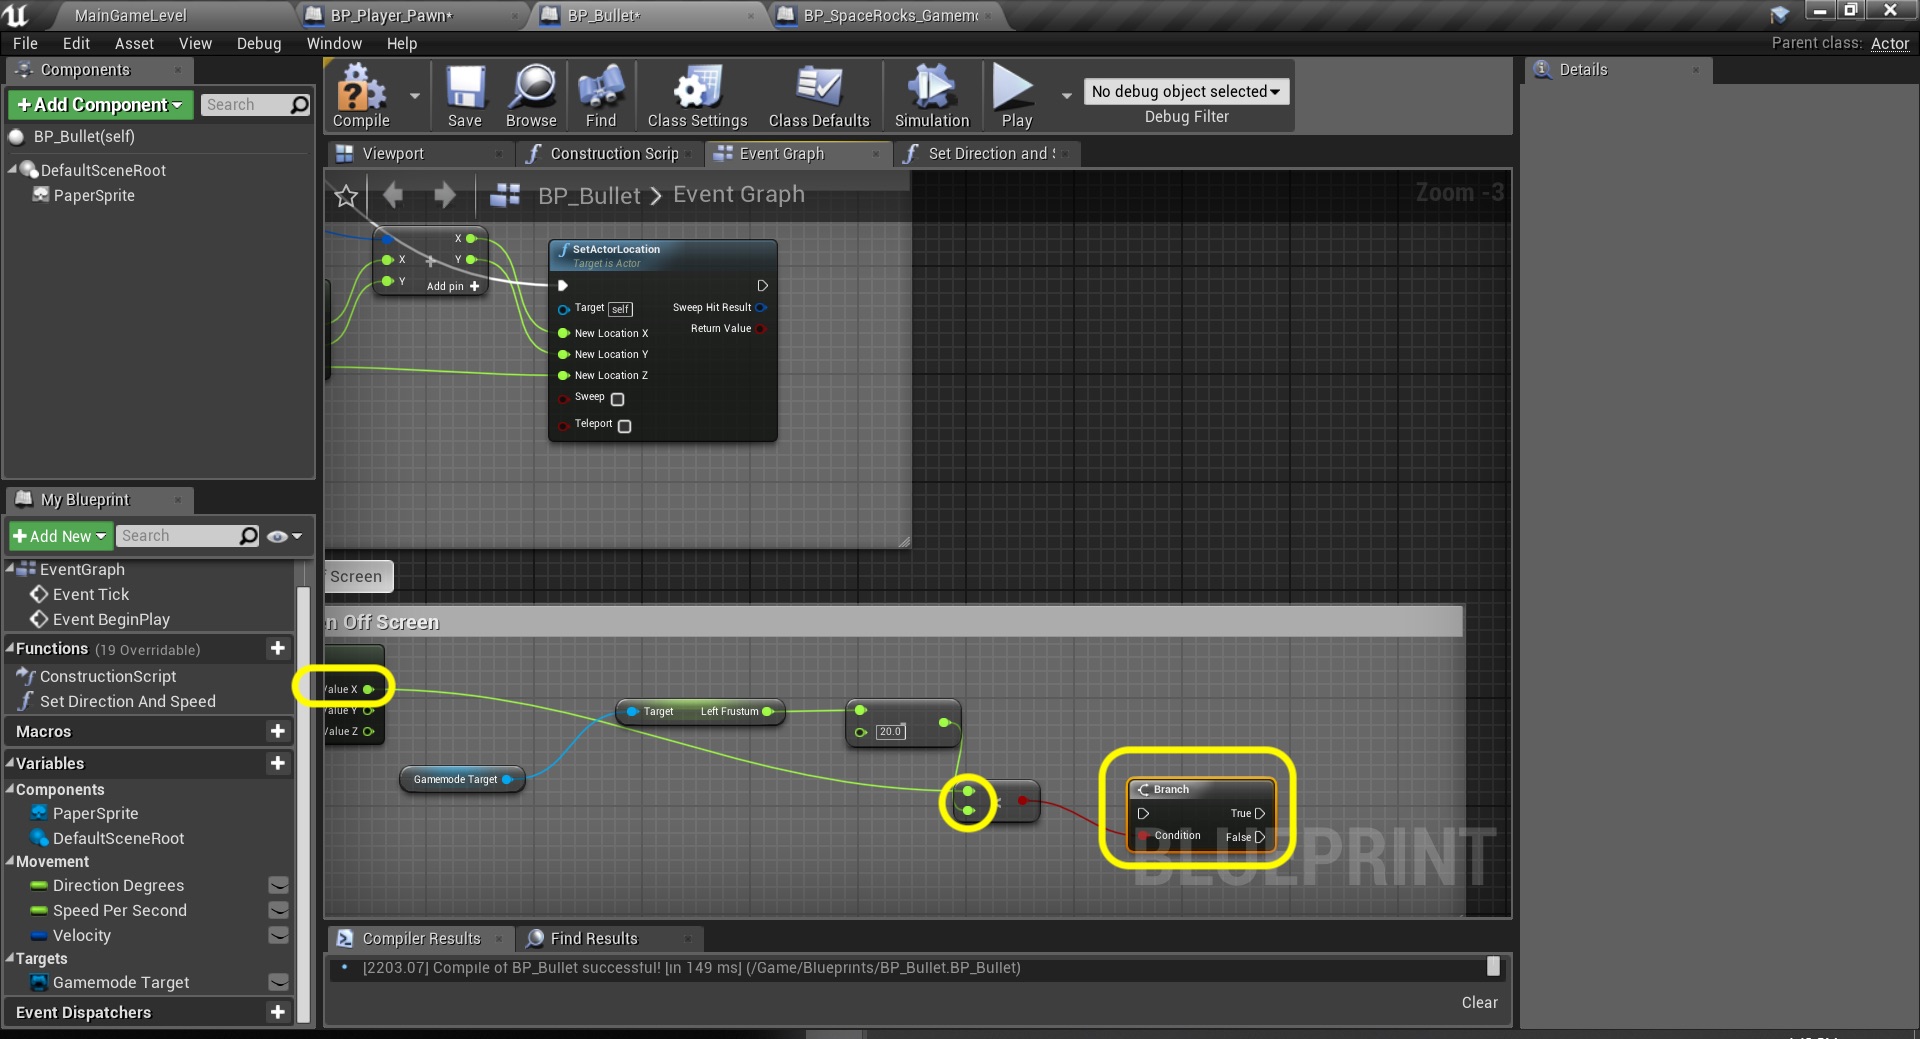 MainGameLevel
BP_Player_Pawn*
BP_Bullet*
BP_SpaceRocks_Gamem
File Edit Asset View Debug Window Help
Parent class: Actor
Components
+Add Component
Search
BP_Bullet(self)
DefaultSceneRoot
PaperSprite
Compile
Save
Browse
Find
Class Settings
Class Defaults
Simulation
Play
No debug object selected
Debug Filter
Details
Viewport
Construction Scrip
Event Graph
Set Direction and
BP_Bullet > Event Graph
Zoom -3
X
X
Y
Y
Add pin +
SetActorLocation
Target is Actor
Target self
Sweep Hit Result
New Location X
Return Value
New Location Y
New Location Z
Sweep
Teleport
My Blueprint
+Add New
Search
EventGraph
Event Tick
Event BeginPlay
Functions (19 Overridable)
ConstructionScript
Set Direction And Speed
Macros
Variables
Components
PaperSprite
DefaultSceneRoot
Movement
Direction Degrees
Speed Per Second
Velocity
Targets
Gamemode Target
Event Dispatchers
Screen
n Off Screen
Value X
Value Y
Value Z
Target Left Frustum
20.0
Gamemode Target
<
Branch
True
Condition
False
BLUEPRINT
Compiler Results
Find Results
[2203.07] Compile of BP_Bullet successful! [in 149 ms] (/Game/Blueprints/BP_Bullet.BP_Bullet)
Clear